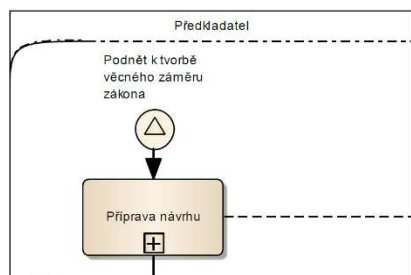 Předkladatel
Podnět k tvorbě
věcného záměru
zákona
Příprava návrhu